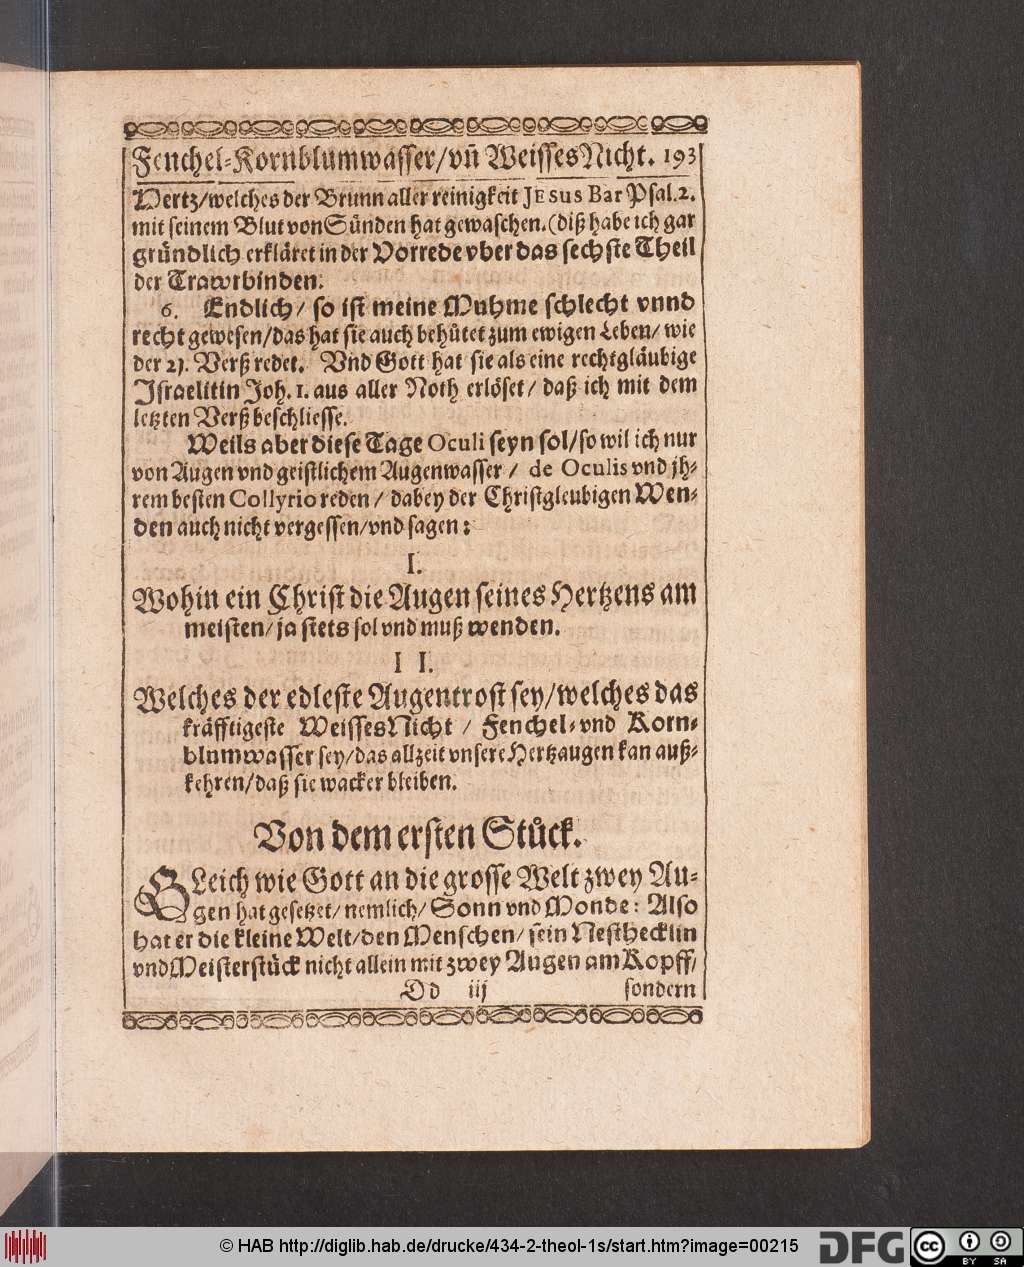 Fenchel-Kornblumwasser/vñ WeissesNicht. 193
Hertz/welches der Brunn aller reinigkeit JESUS Bar Psal.2.
mit seinem Blut von Sünden hat gewaschen.(diß habe ich gar
gründlich erkläret in der Vorrede vber das sechste Theil
der Trawrbinden.
6. Endlich/ so ist meine Muhme schlecht vnnd
recht gewesen/das hat sie auch behůtet zum ewigen Leben/ wie
der 21. Verß redet. Vnd Gott hat sie als eine rechtgläubige
Israelitin Joh.1. aus aller Noth erlöset/ daß ich mit dem
letzten Verß beschliesse.
Weils aber diese Tage Oculi seyn sol/so wil ich nur
von Augen vnd geistlichem Augenwasser / de Oculis vnd jh-
rem besten Collyrio reden / dabey der Christgleubigen Wen-
den auch nicht vergessen/vnd sagen:
I.
Wohin ein Christ die Augen seines Hertzens am
meisten/ ja stets sol vnd muß wenden.
I I.
Welches der edleste Augentrost sey/welches das
kräfftigeste WeissesNicht / Fenchel-vnd Korn-
blumwasser sey/das allzeit vnsere Hertzaugen kan auß-
kehren/daß sie wacker bleiben.
Von dem ersten Stůck.
GLeich wie Gott an die grosse Welt zwey Au-
gen hat gesetzet/ nemlich/ Sonn vnd Monde: Also
hat er die kleine Welt/den Menschen/ sein Nesthecklin
vnd Meisterstück nicht allein mit zwey Augen am Kopff/
Dd iij sondern
© HAB http://diglib.hab.de/drucke/434-2-theol-1s/start.htm?image=00215
DFG
cc BY SA